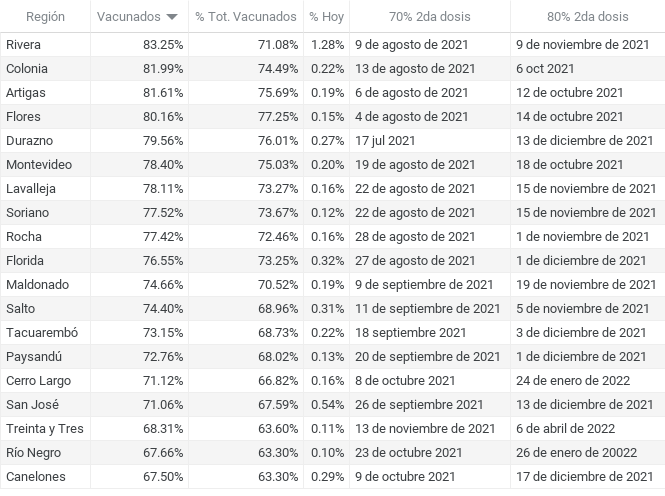 Región Vacunados % Tot. Vacunados % Hoy 70% 2da dosis 80% 2da dosis
Rivera 83.25% 71.08% 1.28% 9 de agosto de 2021 9 de noviembre de 2021
Colonia 81.99% 74.49% 0.22% 13 de agosto de 2021 6 oct 2021
Artigas 81.61% 75.69% 0.19% 6 de agosto de 2021 12 de octubre 2021
Flores 80.16% 77.25% 0.15% 4 de agosto de 2021 14 de octubre 2021
Durazno 79.56% 76.01% 0.27% 17 jul 2021 13 de diciembre de 2021
Montevideo 78.40% 75.03% 0.20% 19 de agosto de 2021 18 de octubre 2021
Lavalleja 78.11% 73.27% 0.16% 22 de agosto de 2021 15 de noviembre de 2021
Soriano 77.52% 73.67% 0.12% 22 de agosto de 2021 15 de noviembre de 2021
Rocha 77.42% 72.46% 0.16% 28 de agosto de 2021 1 de noviembre de 2021
Florida 76.55% 73.25% 0.32% 27 de agosto de 2021 1 de diciembre de 2021
Maldonado 74.66% 70.52% 0.19% 9 de septiembre de 2021 19 de noviembre de 2021
Salto 74.40% 68.96% 0.31% 11 de septiembre de 2021 5 de noviembre de 2021
Tacuarembó 73.15% 68.73% 0.22% 18 septiembre 2021 3 de diciembre de 2021
Paysandú 72.76% 68.02% 0.13% 20 de septiembre de 2021 1 de diciembre de 2021
Cerro Largo 71.12% 66.82% 0.16% 8 de octubre de 2021 24 de enero de 2022
San José 71.06% 67.59% 0.54% 26 de septiembre de 2021 13 de diciembre de 2021
Treinta y Tres 68.31% 63.60% 0.11% 13 de noviembre de 2021 6 de abril de 2022
Río Negro 67.66% 63.30% 0.10% 23 de octubre de 2021 26 de enero de 20022
Canelones 67.50% 63.30% 0.29% 9 de octubre de 2021 17 de diciembre de 2021